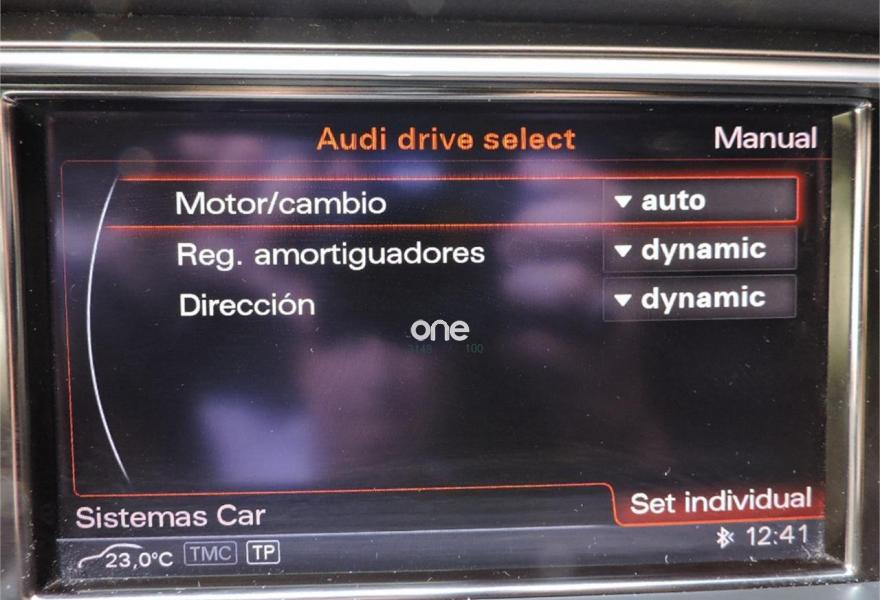 Audi drive select Manual
Motor/cambio ▼ auto
Reg. amortiguadores ▼ dynamic
Dirección ▼ dynamic
one
100
Set individual
Sistemas Car
23,0°C TMC TP 12:41